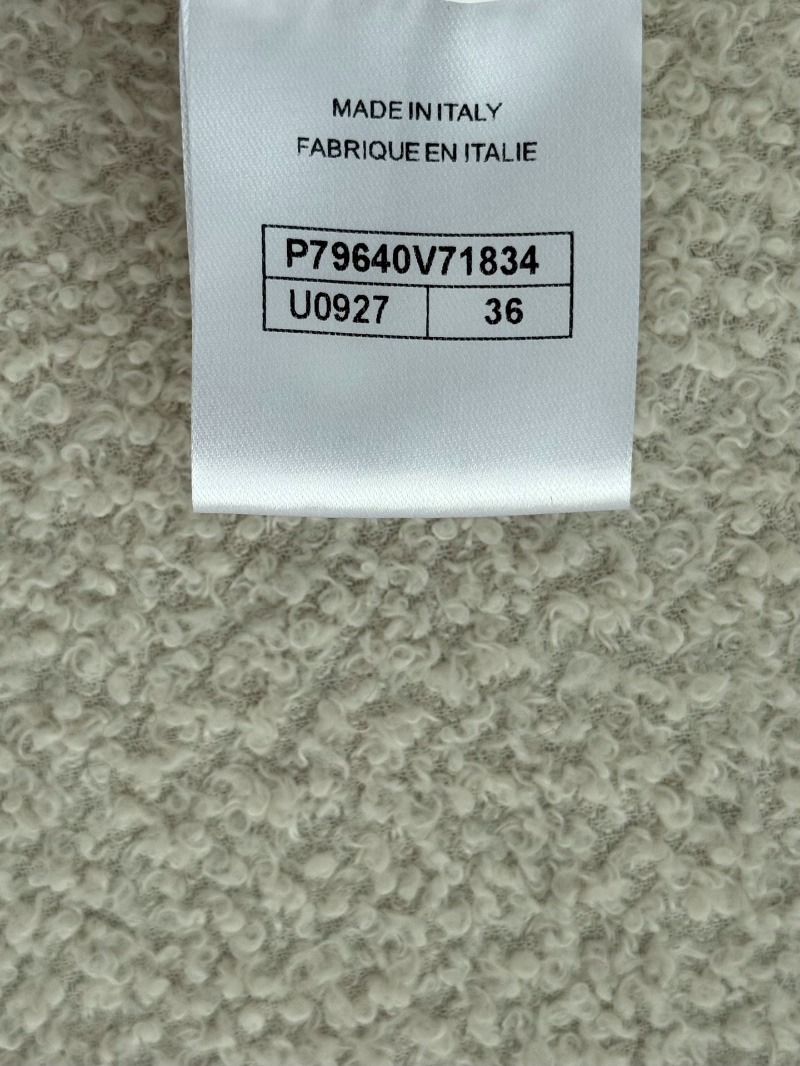 MADE IN ITALY
FABRIQUE EN ITALIE
P79640V71834
U0927 36